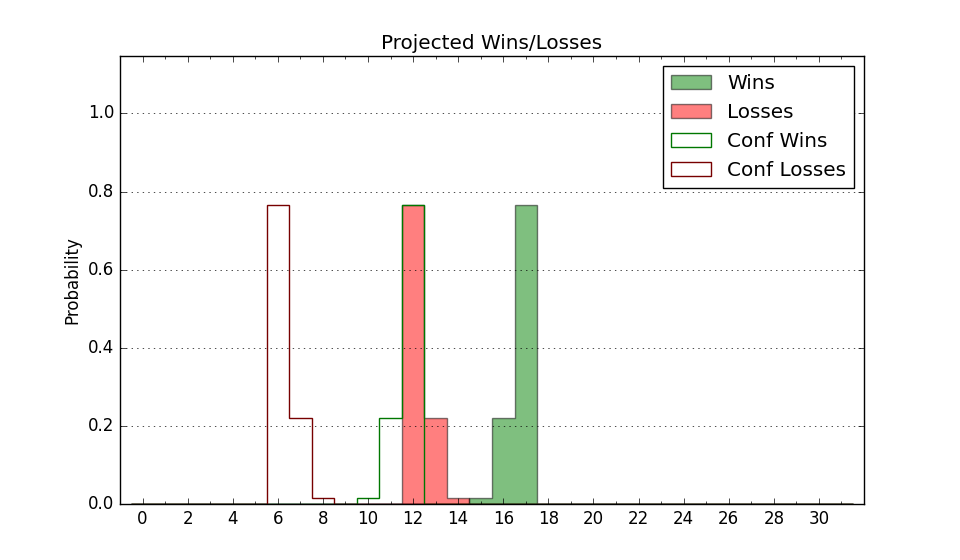 Projected Wins/Losses
Wins
Losses
Conf Wins
Conf Losses
Probability
1.0
0.8
0.6
0.4
0.2
0.0
0 2 4 6 8 10 12 14 16 18 20 22 24 26 28 30